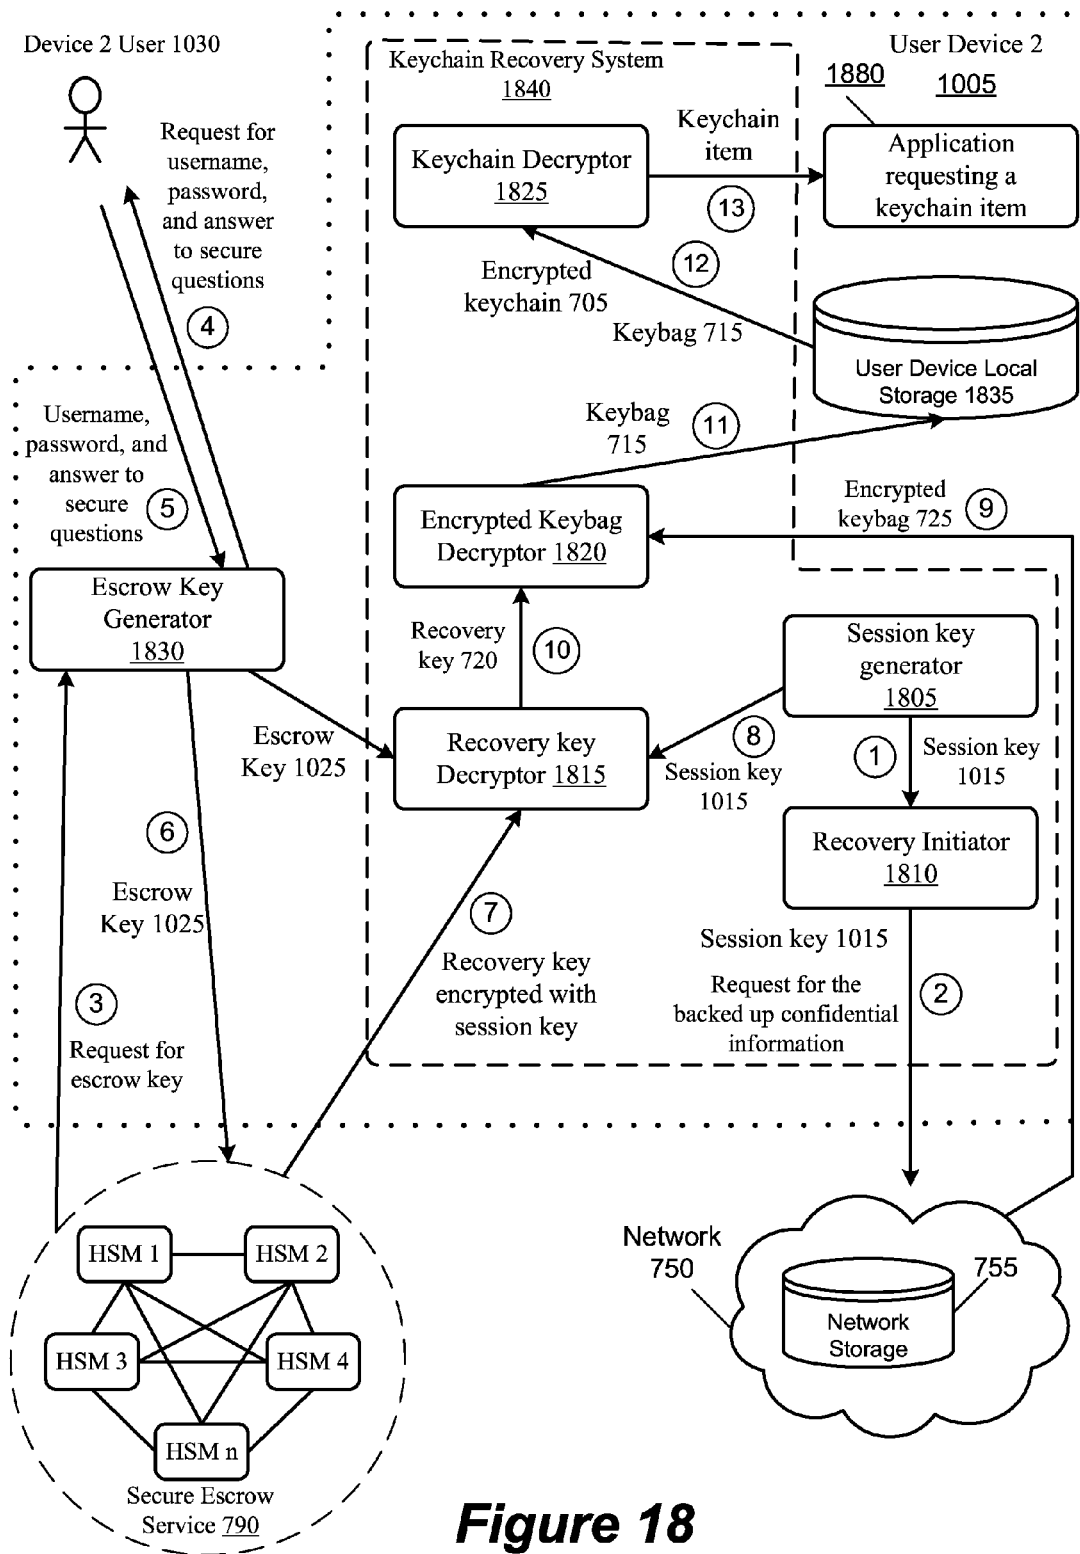 Device 2 User 1030
Keychain Recovery System
1840
User Device 2
1005
1880
Request for
username,
password,
and answer
to secure
questions
4
Keychain Decryptor
1825
Keychain
item
13
Application
requesting a
keychain item
12
Encrypted
keychain 705
Keybag 715
User Device Local
Storage 1835
Username,
password, and
answer to
secure
questions
5
Keybag
715
11
Encrypted
keybag 725
9
Encrypted Keybag
Decryptor 1820
Escrow Key
Generator
1830
Recovery
key 720
10
Session key
generator
1805
Escrow
Key 1025
Recovery key
Decryptor 1815
8
Session key
1015
1
Session key
1015
Recovery Initiator
1810
6
Escrow
Key 1025
7
Recovery key
encrypted with
session key
Session key 1015
Request for the
backed up confidential
information
2
3
Request for
escrow key
HSM 1
HSM 2
HSM 3
HSM 4
HSM n
Secure Escrow
Service 790
Network
750
755
Network
Storage
Figure 18